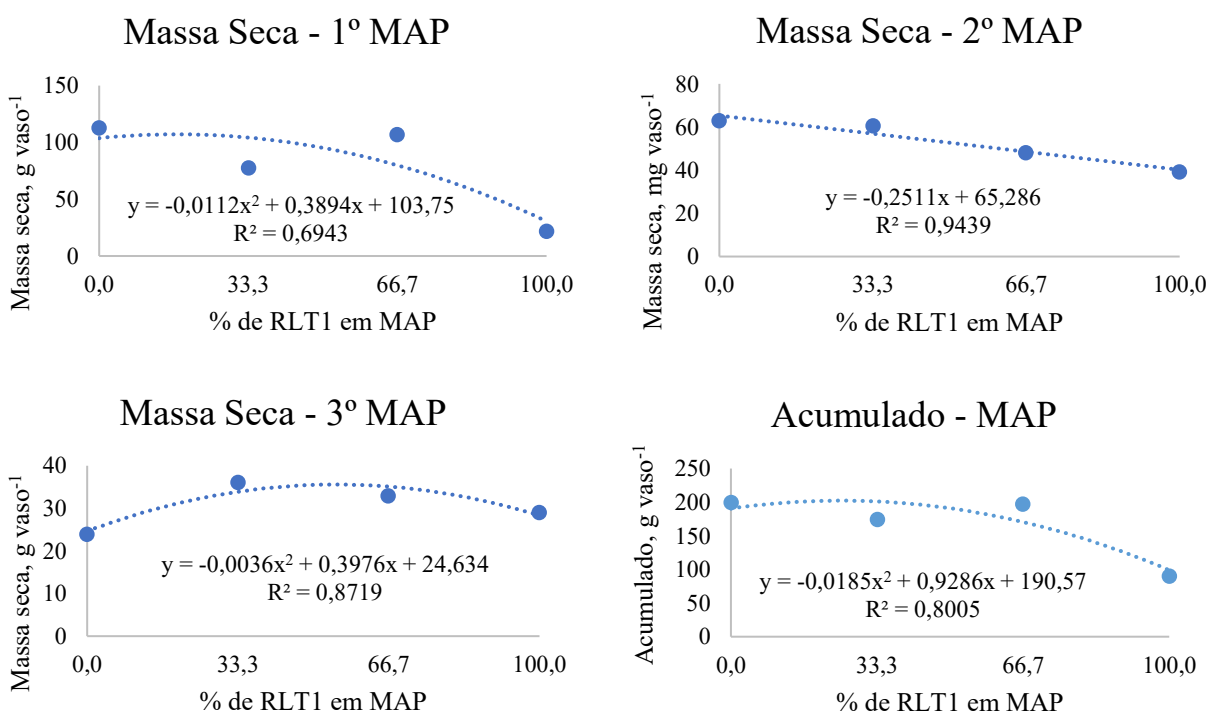 Massa Seca - 1º MAP
Massa seca, g vaso⁻¹
150
100
50
0
y = -0,0112x² + 0,3894x + 103,75
R² = 0,6943
0,0 33,3 66,7 100,0
% de RLT1 em MAP
Massa Seca - 2º MAP
Massa seca, mg vaso⁻¹
80
60
40
20
0
y = -0,2511x + 65,286
R² = 0,9439
0,0 33,3 66,7 100,0
% de RLT1 em MAP
Massa Seca - 3º MAP
Massa seca, g vaso⁻¹
40
30
20
10
0
y = -0,0036x² + 0,3976x + 24,634
R² = 0,8719
0,0 33,3 66,7 100,0
% de RLT1 em MAP
Acumulado - MAP
Acumulado, g vaso⁻¹
250
200
150
100
50
0
y = -0,0185x² + 0,9286x + 190,57
R² = 0,8005
0,0 33,3 66,7 100,0
% de RLT1 em MAP